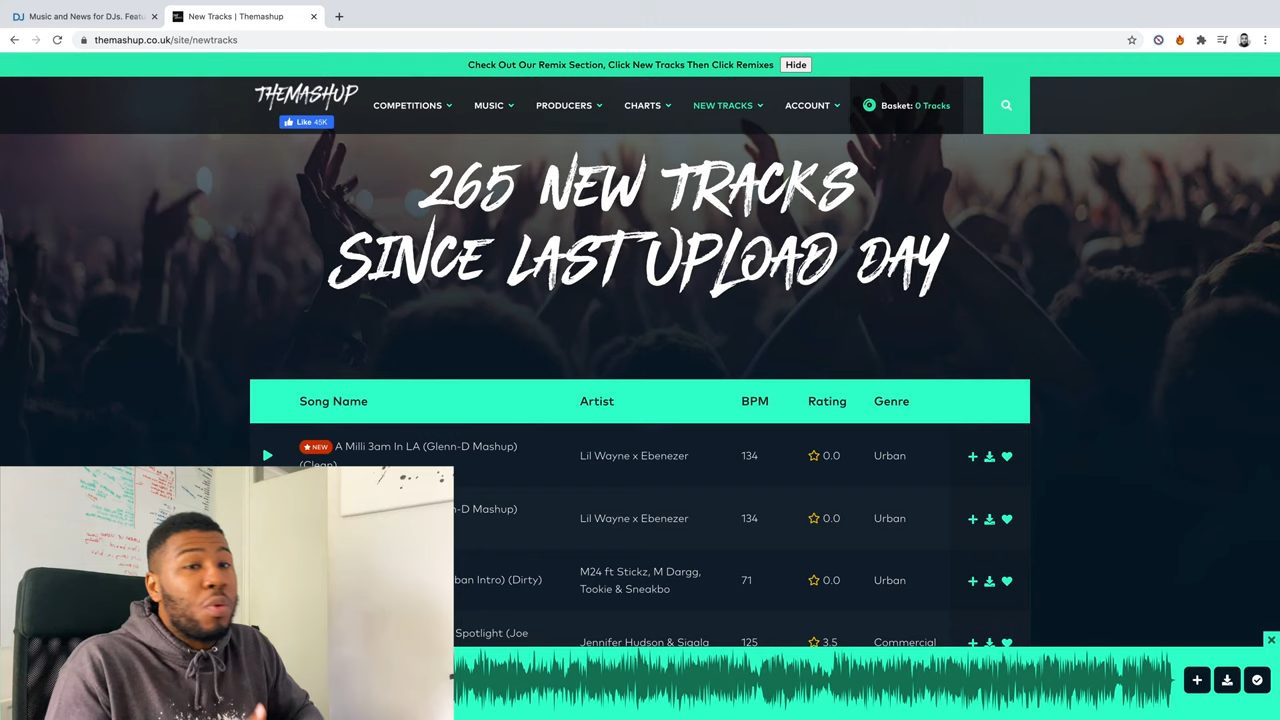 DJ Music and News for DJs. Featu
New Tracks | Themashup
themashup.co.uk/site/newtracks
Check Out Our Remix Section, Click New Tracks Then Click Remixes Hide
THEMASHUP
Like 45K
COMPETITIONS MUSIC PRODUCERS CHARTS NEW TRACKS ACCOUNT Basket: 0 Tracks
265 NEW TRACKS
SINCE LAST UPLOAD DAY
Song Name Artist BPM Rating Genre
NEW A Milli 3am In LA (Glenn-D Mashup)
(Clean)
Lil Wayne x Ebenezer 134 0.0 Urban
-D Mashup)
Lil Wayne x Ebenezer 134 0.0 Urban
ban Intro) (Dirty)
M24 ft Stickz, M Dargg,
Tookie & Sneakbo
71 0.0 Urban
Spotlight (Joe
Jennifer Hudson & Sigala 125 3.5 Commercial